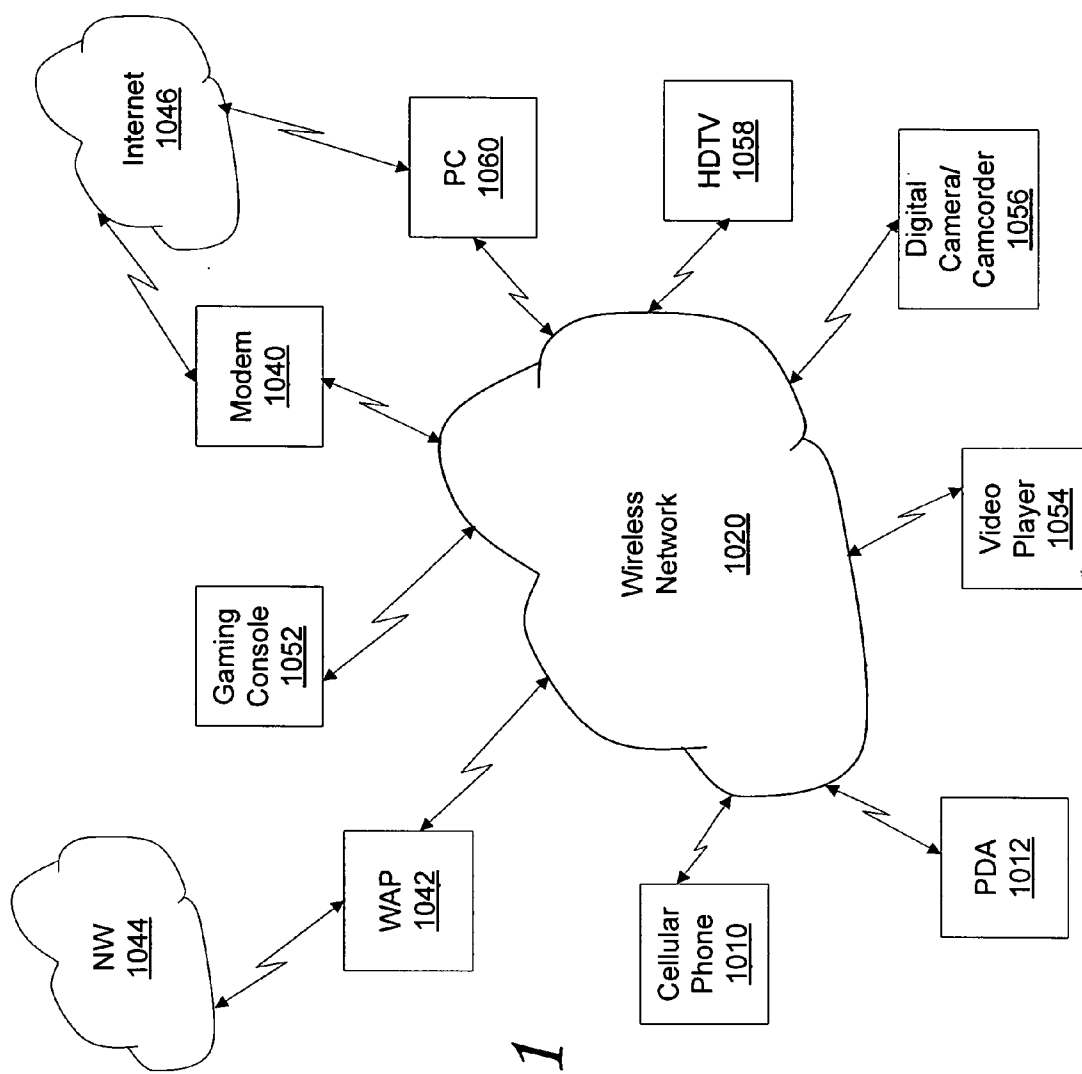 NW
1044
Internet
1046
WAP
1042
Gaming
Console
1052
Modem
1040
PC
1060
HDTV
1058
Digital
Camera/
Camcorder
1056
Video
Player
1054
PDA
1012
Cellular
Phone
1010
Wireless
Network
1020
1